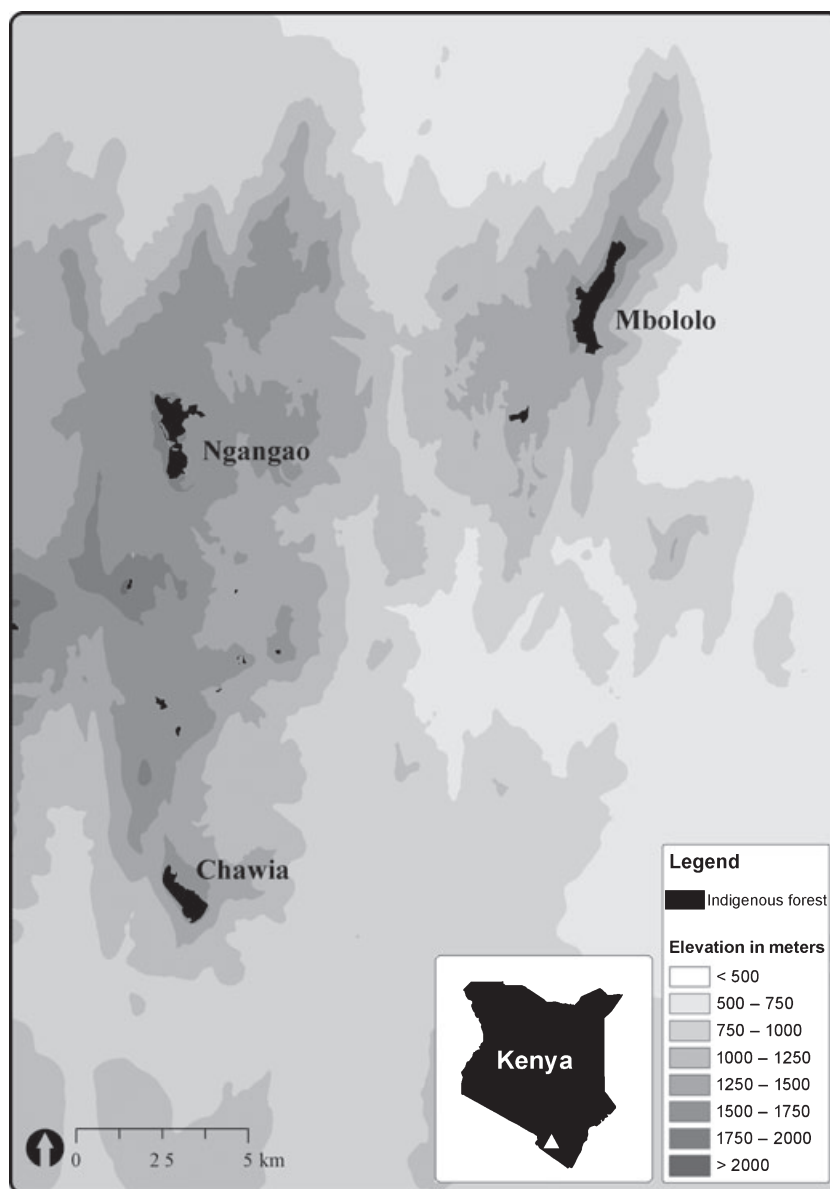 Mbololo
Ngangao
Chawia
Legend
Indigenous forest
Elevation in meters
< 500
500 – 750
750 – 1000
1000 – 1250
1250 – 1500
1500 – 1750
1750 – 2000
> 2000
Kenya
0 2 5 5 km